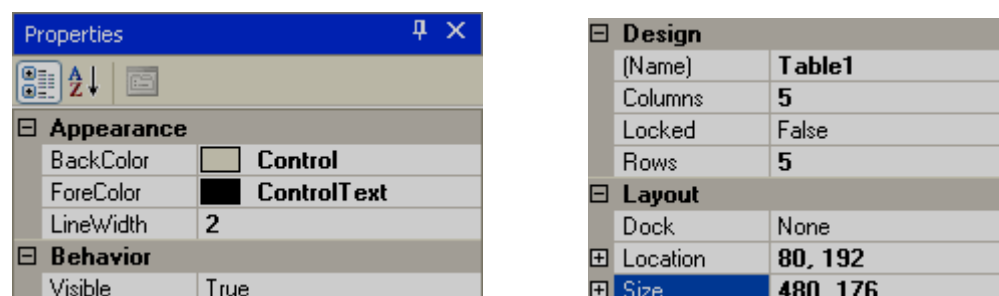 Properties
A
Z
Appearance
BackColor Control
ForeColor ControlText
LineWidth 2
Behavior
Visible True
Design
(Name) Table1
Columns 5
Locked False
Rows 5
Layout
Dock None
Location 80, 192
Size 480, 176